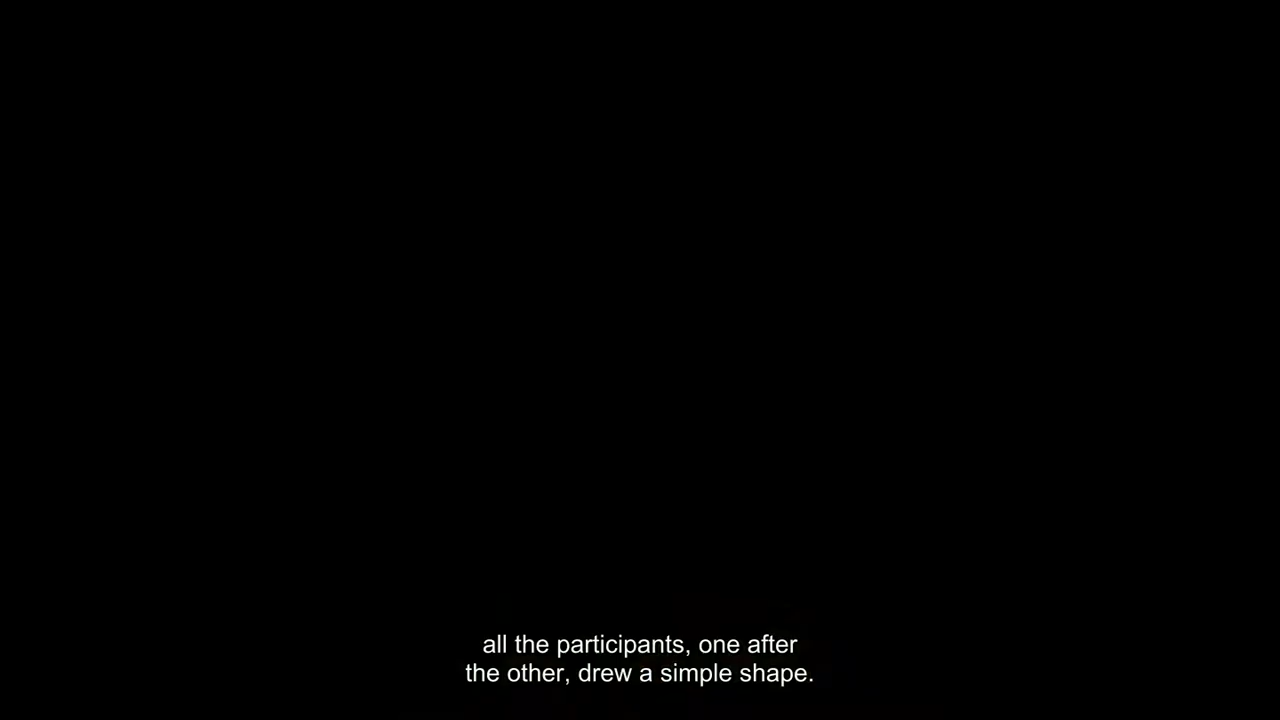 all the participants, one after
the other, drew a simple shape.